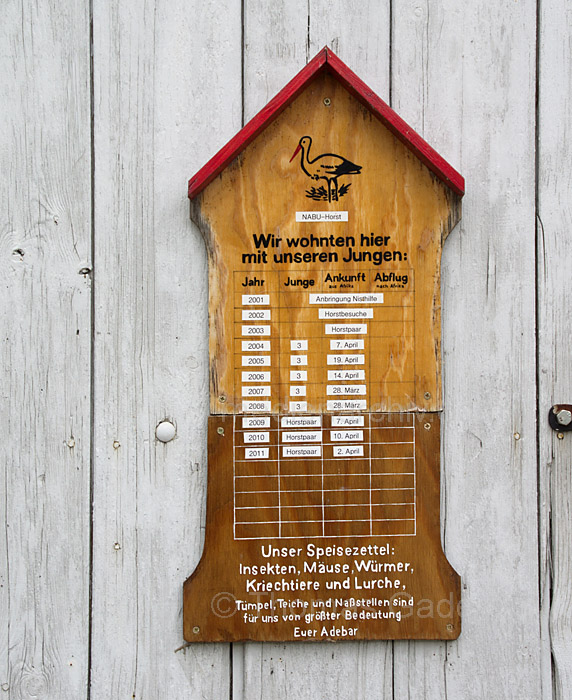 NABU-Horst
Wir wohnten hier
mit unseren Jungen:
Jahr Junge Ankunft Abflug
aus Afrika nach Afrika
2001 Anbringung Nisthilfe
2002 Horstbesuche
2003 Horstpaar
2004 3 7. April
2005 3 19. April
2006 3 14. April
2007 3 28. März
2008 3 28. März
2009 Horstpaar 7. April
2010 Horstpaar 10. April
2011 Horstpaar 2. April
Unser Speisezettel:
Insekten, Mäuse, Würmer,
Kriechtiere und Lurche,
Tümpel, Teiche und Naßstellen sind
für uns von größter Bedeutung
Euer Adebar